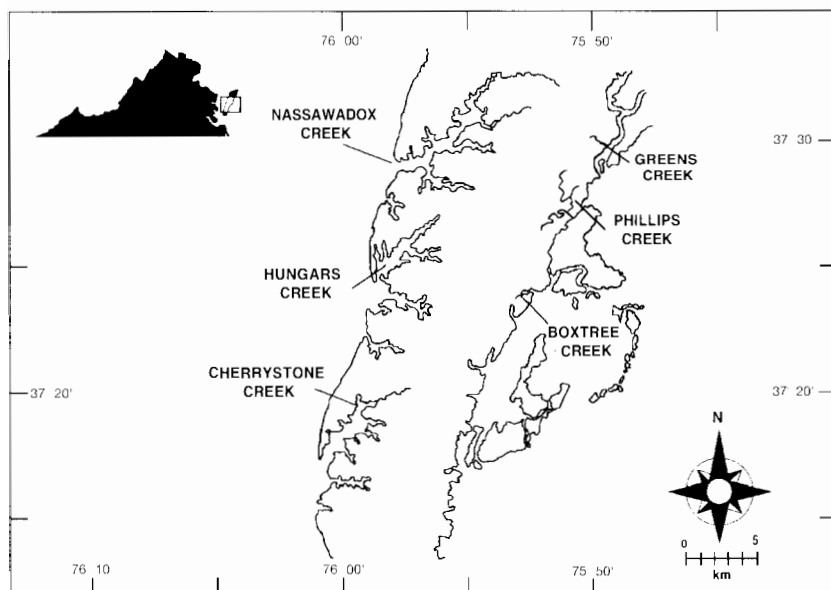 76 00'
75 50'
NASSAWADOX
CREEK
37 30
GREENS
CREEK
PHILLIPS
CREEK
HUNGARS
CREEK
BOXTREE
CREEK
CHERRYSTONE
CREEK
37 20'
37 20'
N
0 5
km
76 10'
76 00'
75 50'